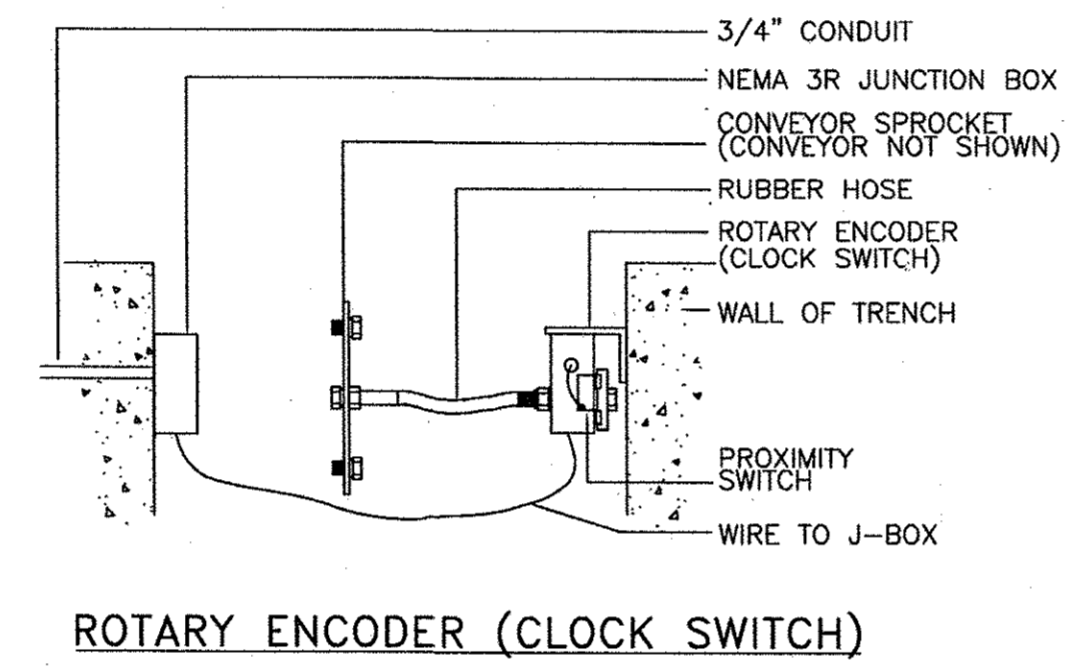 3/4" CONDUIT
NEMA 3R JUNCTION BOX
CONVEYOR SPROCKET
(CONVEYOR NOT SHOWN)
RUBBER HOSE
ROTARY ENCODER
(CLOCK SWITCH)
WALL OF TRENCH
PROXIMITY
SWITCH
WIRE TO J-BOX
ROTARY ENCODER (CLOCK SWITCH)